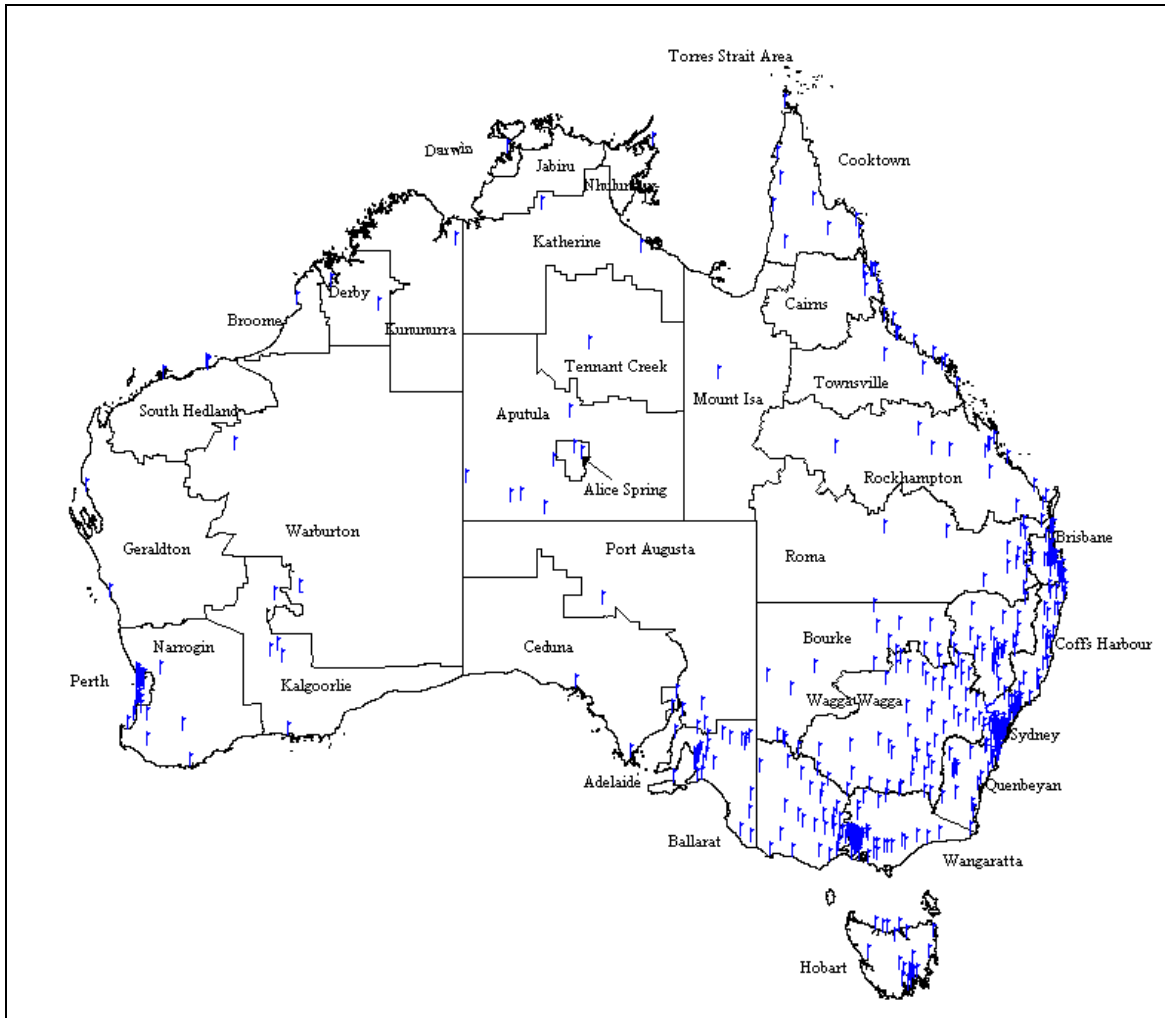 Torres Strait Area
Darwin
Jabiru
Cooktown
Katherine
Cairns
Derby
Broome
Kununurra
Tennant Creek
Townsville
Mount Isa
South Hedland
Aputula
Rockhampton
Alice Spring
Warburton
Brisbane
Geraldton
Port Augusta
Roma
Bourke
Coffs Harbour
Narrogin
Ceduna
Perth
Kalgoorlie
Wagga Wagga
Sydney
Adelaide
Quenbeyan
Ballarat
Wangaratta
Hobart